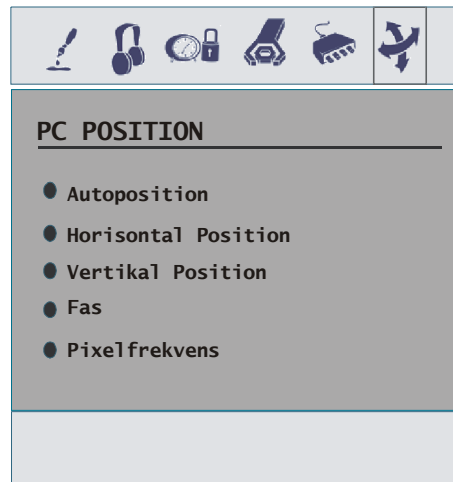 PC POSITION
Autoposition
Horisontal Position
Vertikal Position
Fas
Pixelfrekvens